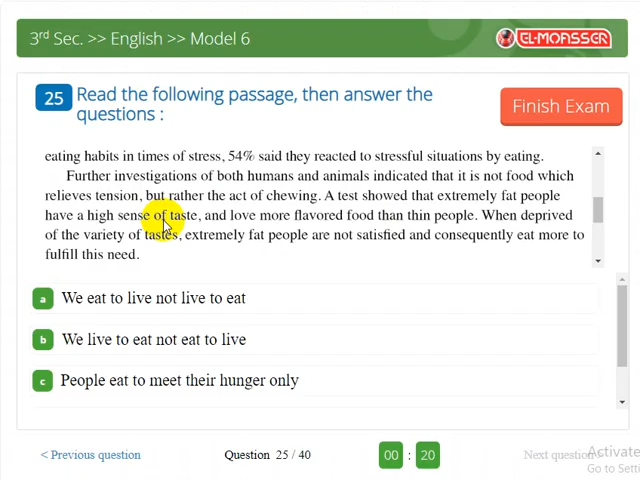 3rd Sec. >> English >> Model 6
EL-MOASSER
25 Read the following passage, then answer the
questions :
Finish Exam
eating habits in times of stress, 54% said they reacted to stressful situations by eating.
Further investigations of both humans and animals indicated that it is not food which
relieves tension, but rather the act of chewing. A test showed that extremely fat people
have a high sense of taste, and love more flavored food than thin people. When deprived
of the variety of tastes, extremely fat people are not satisfied and consequently eat more to
fulfill this need.
a We eat to live not live to eat
b We live to eat not eat to live
c People eat to meet their hunger only
< Previous question
Question 25 / 40
00 : 20
Next question >
Activate
Go to Setti